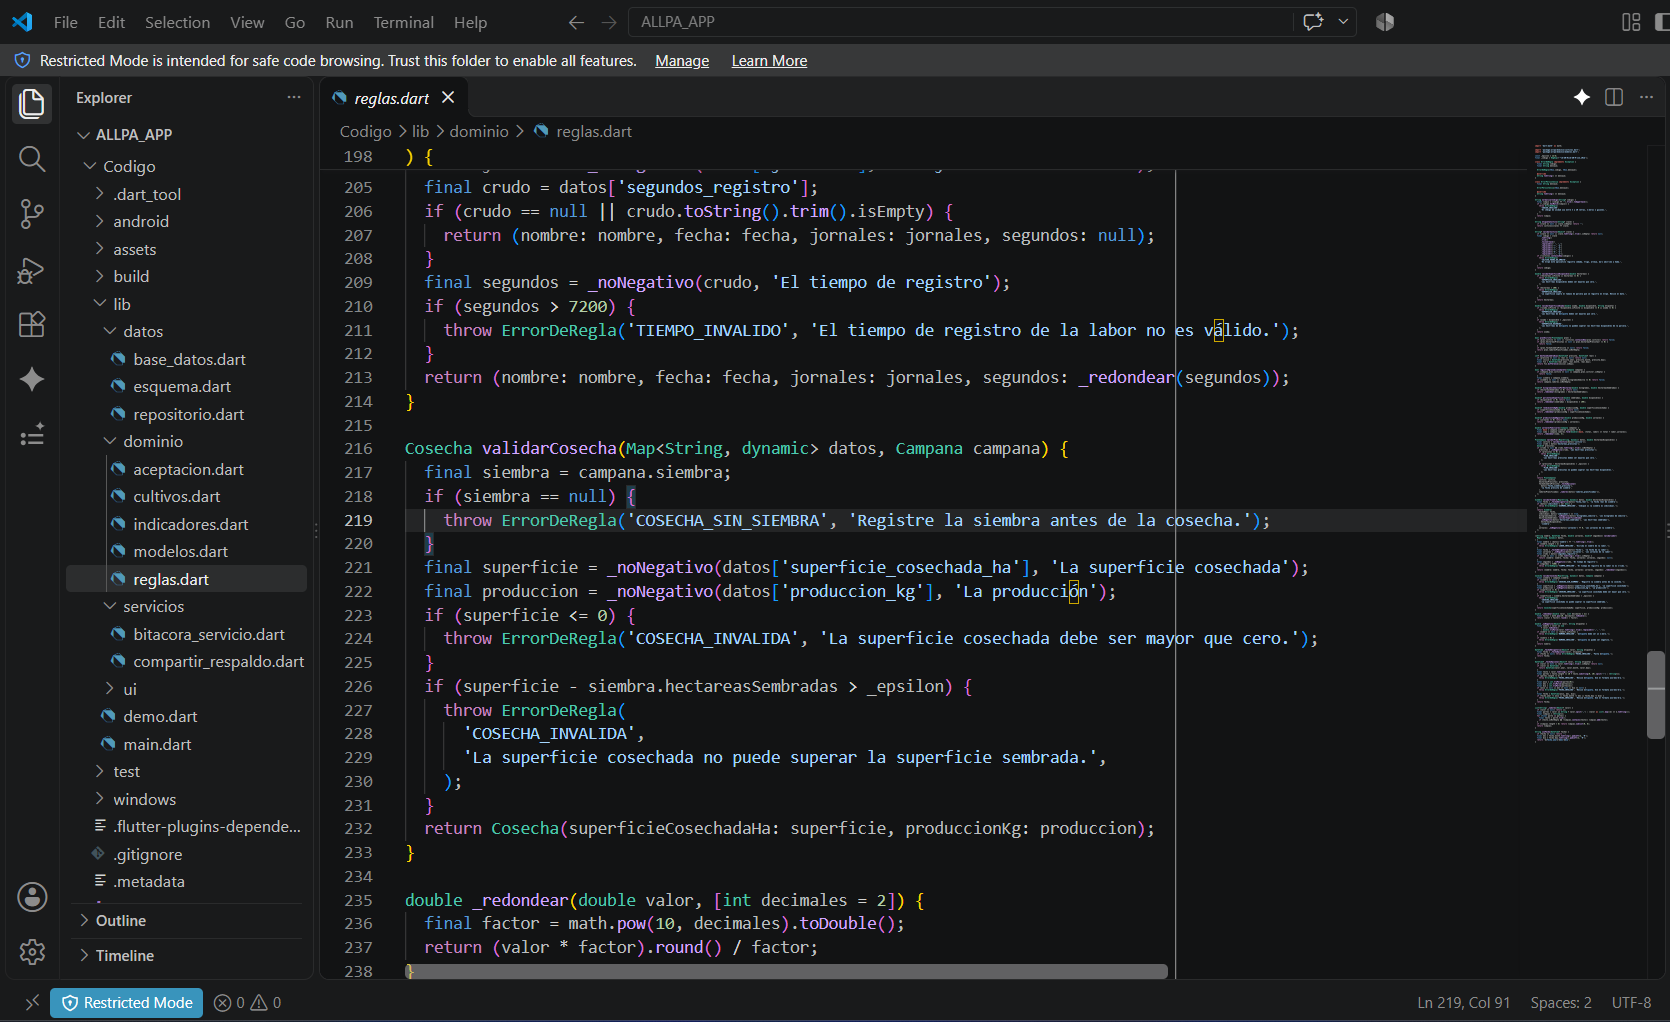 File Edit Selection View Go Run Terminal Help
ALLPA_APP
Restricted Mode is intended for safe code browsing. Trust this folder to enable all features. Manage Learn More
Explorer
ALLPA_APP
Codigo
.dart_tool
android
assets
build
lib
datos
base_datos.dart
esquema.dart
repositorio.dart
dominio
aceptacion.dart
cultivos.dart
indicadores.dart
modelos.dart
reglas.dart
servicios
bitacora_servicio.dart
compartir_respaldo.dart
ui
demo.dart
main.dart
test
windows
.flutter-plugins-depende...
.gitignore
.metadata
Outline
Timeline
reglas.dart
Codigo > lib > dominio > reglas.dart
198 ) {
205 final crudo = datos['segundos_registro'];
206 if (crudo == null || crudo.toString().trim().isEmpty) {
207 return (nombre: nombre, fecha: fecha, jornales: jornales, segundos: null);
208 }
209 final segundos = _noNegativo(crudo, 'El tiempo de registro');
210 if (segundos > 7200) {
211 throw ErrorDeRegla('TIEMPO_INVALIDO', 'El tiempo de registro de la labor no es válido.');
212 }
213 return (nombre: nombre, fecha: fecha, jornales: jornales, segundos: _redondear(segundos));
214 }
215
216 Cosecha validarCosecha(Map<String, dynamic> datos, Campana campana) {
217 final siembra = campana.siembra;
218 if (siembra == null) {
219 throw ErrorDeRegla('COSECHA_SIN_SIEMBRA', 'Registre la siembra antes de la cosecha.');
220 }
221 final superficie = _noNegativo(datos['superficie_cosechada_ha'], 'La superficie cosechada');
222 final produccion = _noNegativo(datos['produccion_kg'], 'La producción');
223 if (superficie <= 0) {
224 throw ErrorDeRegla('COSECHA_INVALIDA', 'La superficie cosechada debe ser mayor que cero.');
225 }
226 if (superficie - siembra.hectareasSembradas > _epsilon) {
227 throw ErrorDeRegla(
228 'COSECHA_INVALIDA',
229 'La superficie cosechada no puede superar la superficie sembrada.',
230 );
231 }
232 return Cosecha(superficieCosechadaHa: superficie, produccionKg: produccion);
233 }
234
235 double _redondear(double valor, [int decimales = 2]) {
236 final factor = math.pow(10, decimales).toDouble();
237 return (valor * factor).round() / factor;
238 }
Restricted Mode 0 0
Ln 219, Col 91 Spaces: 2 UTF-8